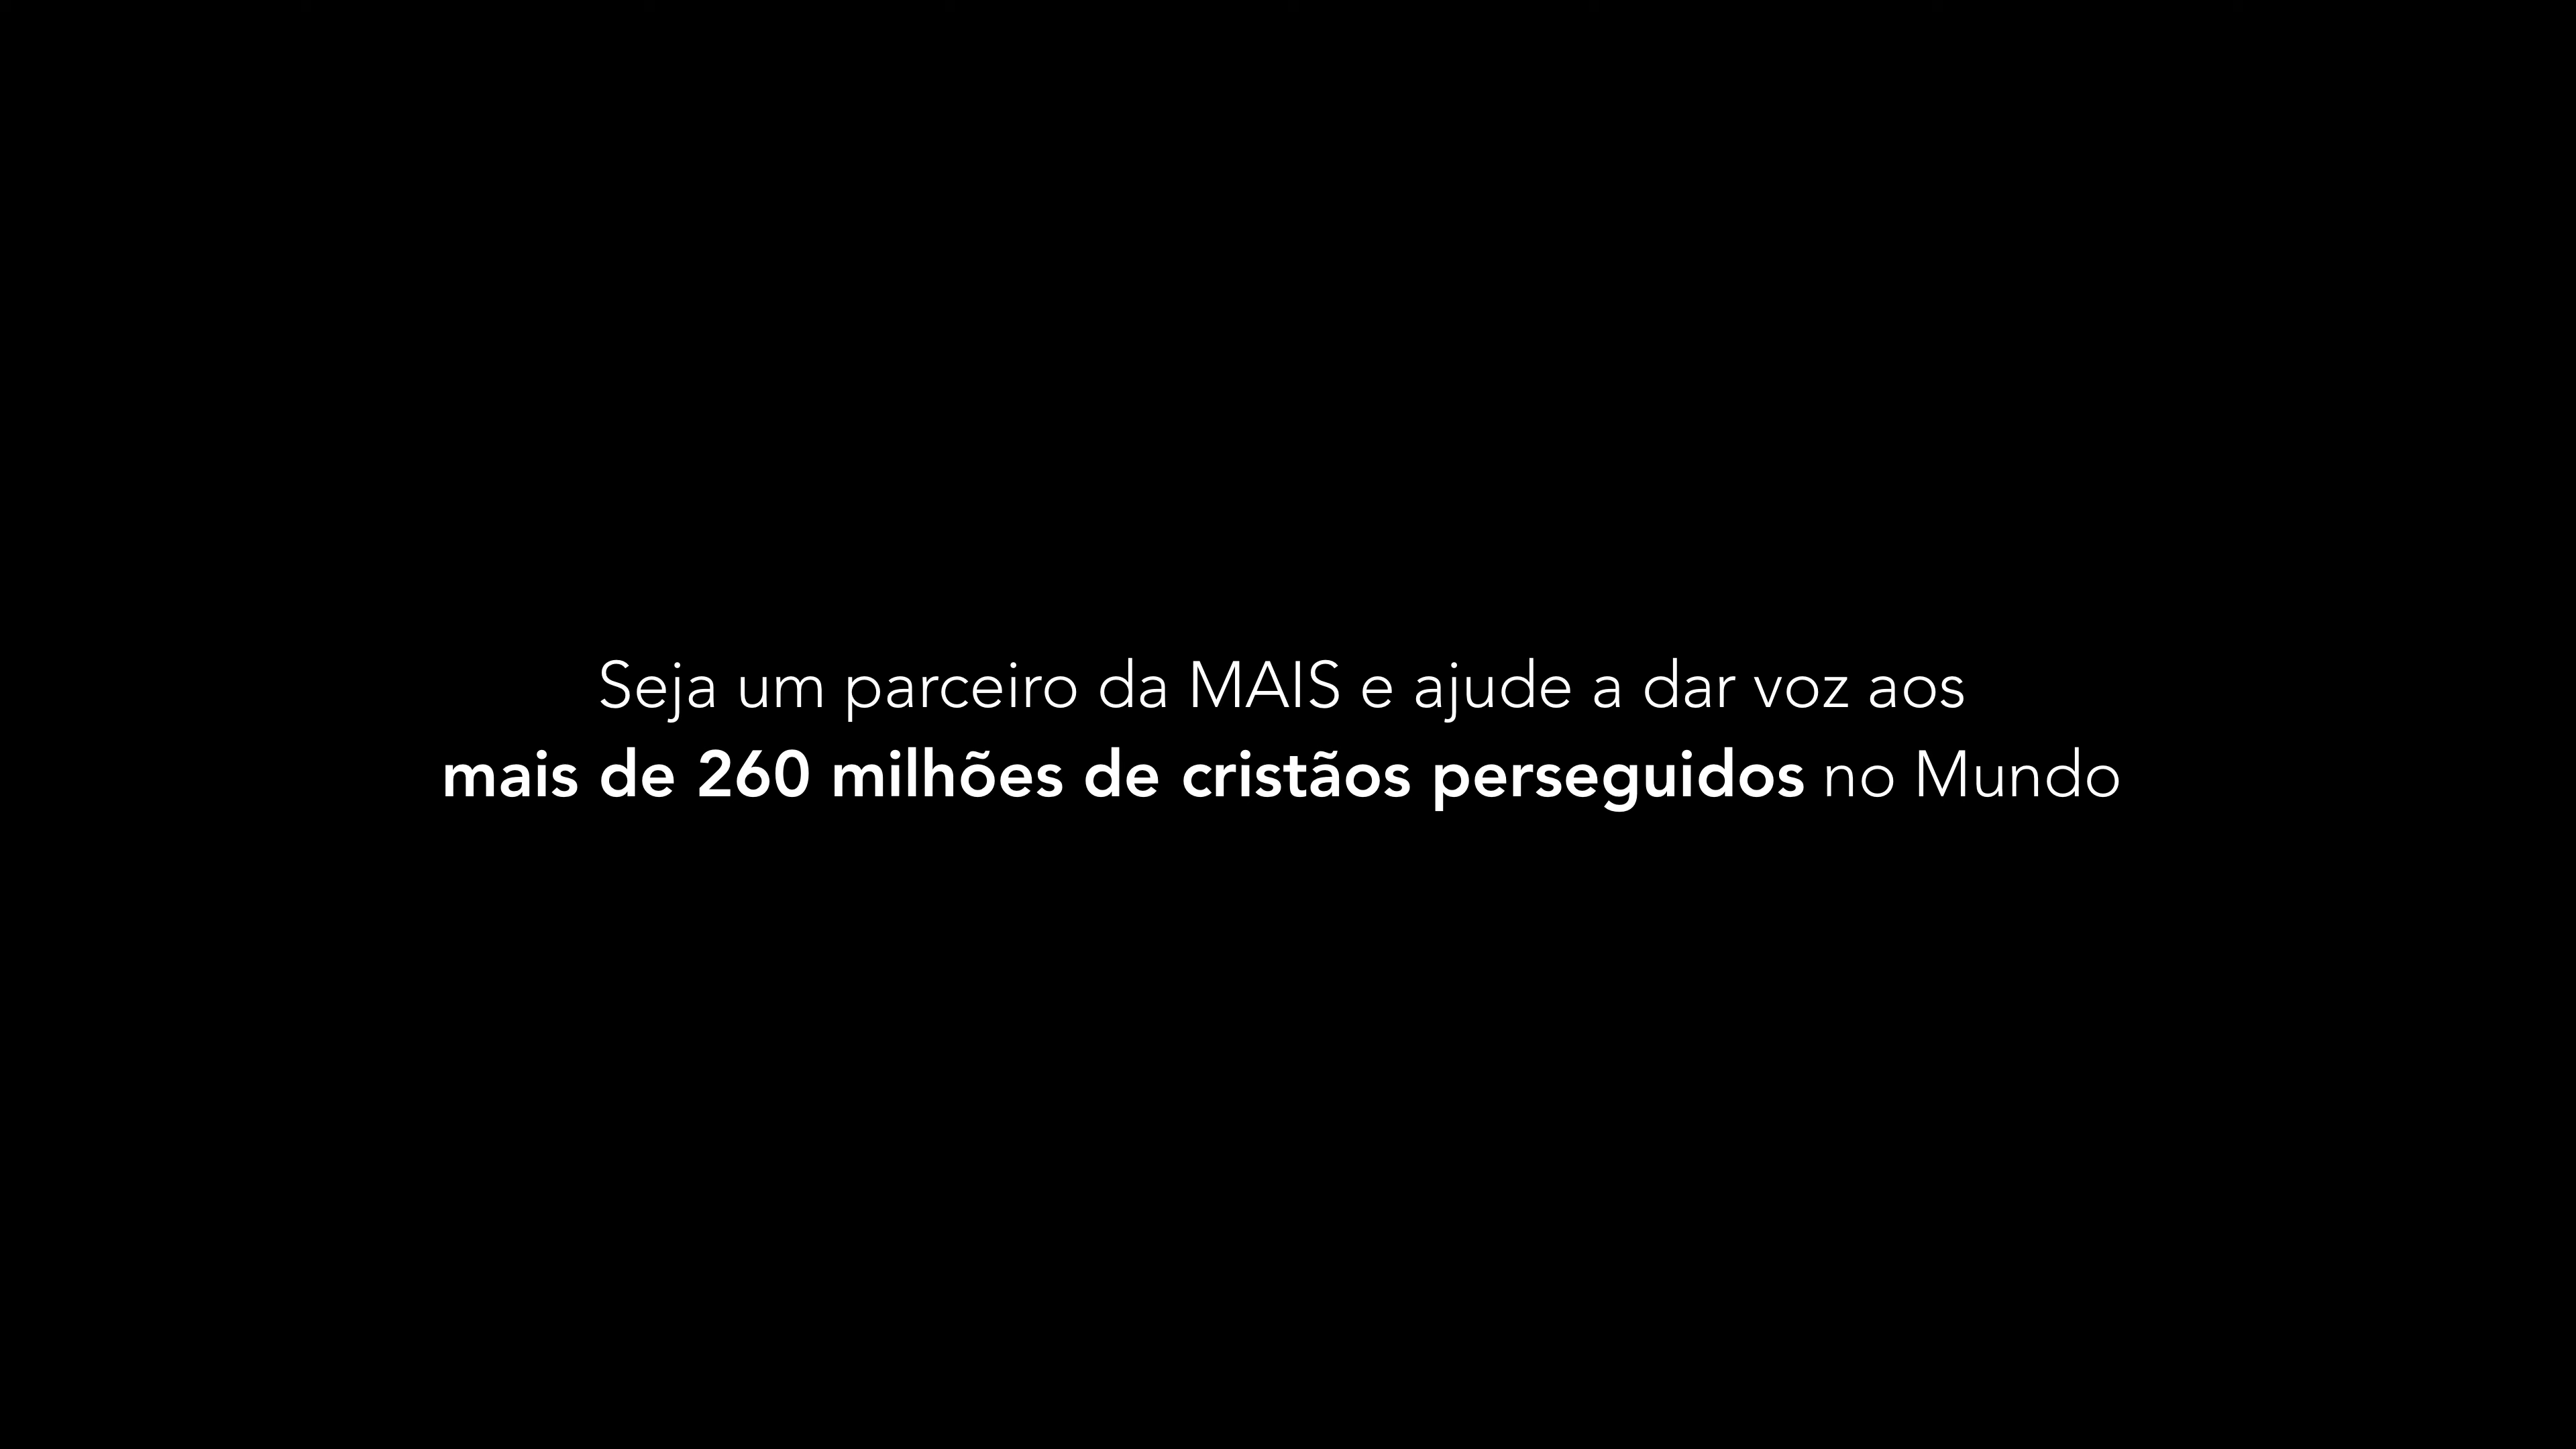 Seja um parceiro da MAIS e ajude a dar voz aos
mais de 260 milhões de cristãos perseguidos no Mundo